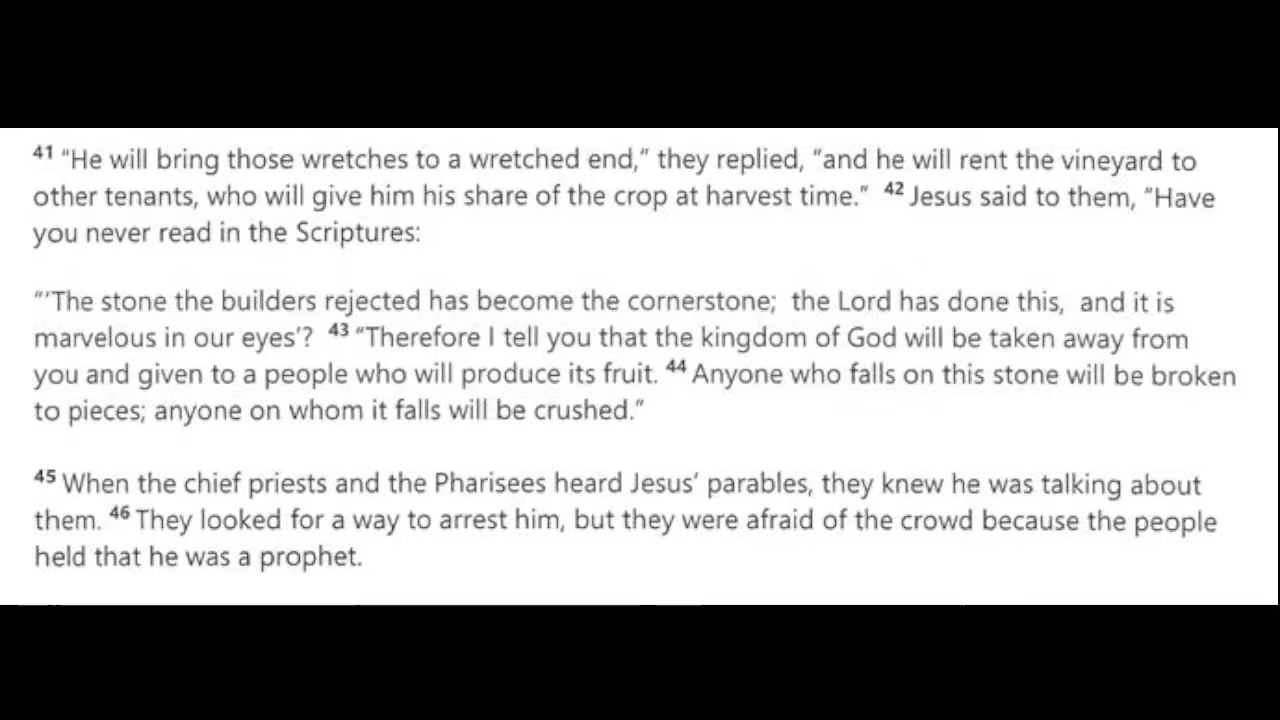 41 “He will bring those wretches to a wretched end,” they replied, “and he will rent the vineyard to
other tenants, who will give him his share of the crop at harvest time.” 42 Jesus said to them, “Have
you never read in the Scriptures:
“‘The stone the builders rejected has become the cornerstone; the Lord has done this, and it is
marvelous in our eyes’? 43 “Therefore I tell you that the kingdom of God will be taken away from
you and given to a people who will produce its fruit. 44 Anyone who falls on this stone will be broken
to pieces; anyone on whom it falls will be crushed.”
45 When the chief priests and the Pharisees heard Jesus’ parables, they knew he was talking about
them. 46 They looked for a way to arrest him, but they were afraid of the crowd because the people
held that he was a prophet.